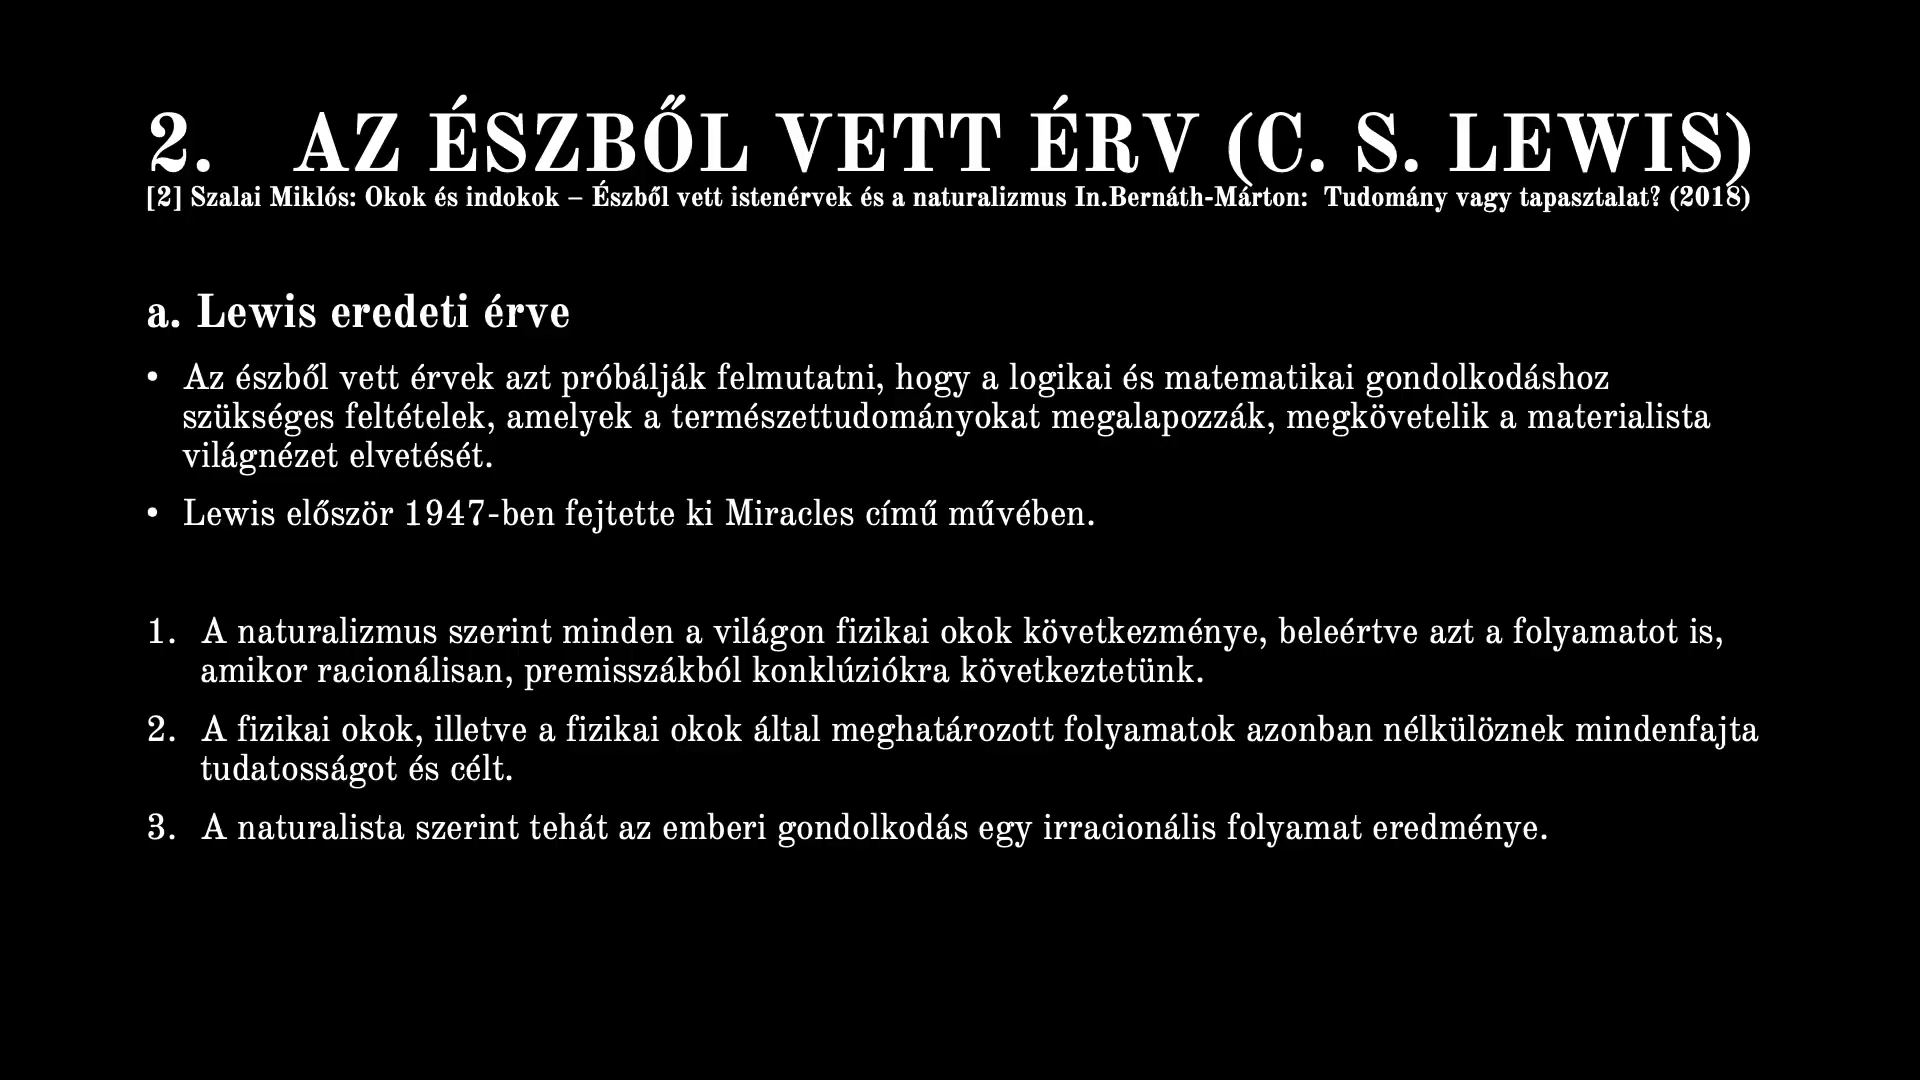 2. AZ ÉSZBŐL VETT ÉRV (C. S. LEWIS)
[2] Szalai Miklós: Okok és indokok – Észből vett istenérvek és a naturalizmus In.Bernáth-Márton: Tudomány vagy tapasztalat? (2018)
a. Lewis eredeti érve
• Az észből vett érvek azt próbálják felmutatni, hogy a logikai és matematikai gondolkodáshoz
szükséges feltételek, amelyek a természettudományokat megalapozzák, megkövetelik a materialista
világnézet elvetését.
• Lewis először 1947-ben fejtette ki Miracles című művében.
1. A naturalizmus szerint minden a világon fizikai okok következménye, beleértve azt a folyamatot is,
amikor racionálisan, premisszákból konklúziókra következtetünk.
2. A fizikai okok, illetve a fizikai okok által meghatározott folyamatok azonban nélkülöznek mindenfajta
tudatosságot és célt.
3. A naturalista szerint tehát az emberi gondolkodás egy irracionális folyamat eredménye.